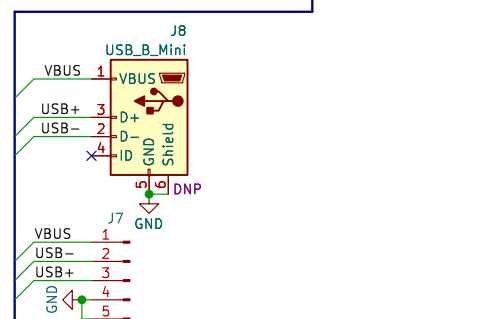 J8
USB_B_Mini
VBUS 1 VBUS
USB+ 3 D+
USB- 2 D-
4 ID
GND Shield
5 6 DNP
GND
J7
VBUS 1
USB- 2
USB+ 3
GND 4
5